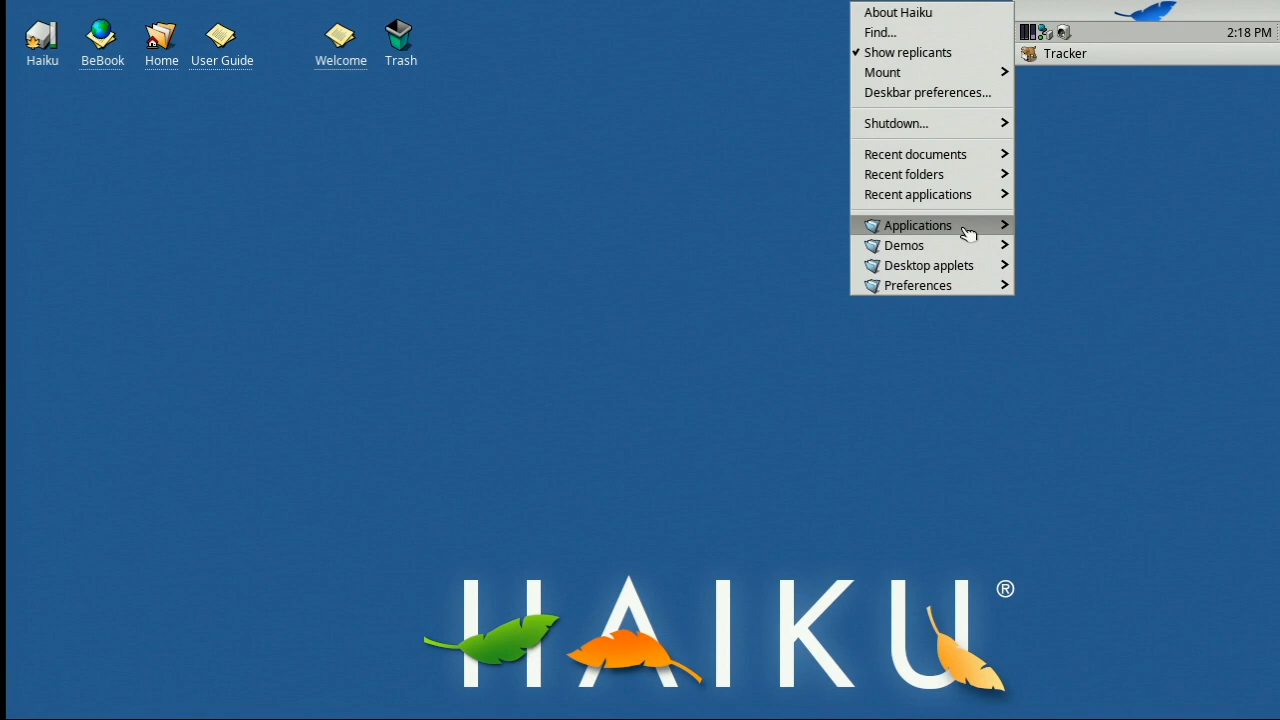 Haiku
BeBook
Home
User Guide
Welcome
Trash
About Haiku
Find...
Show replicants
Mount
Deskbar preferences...
Shutdown...
Recent documents
Recent folders
Recent applications
Applications
Demos
Desktop applets
Preferences
2:18 PM
Tracker
HAIKU®